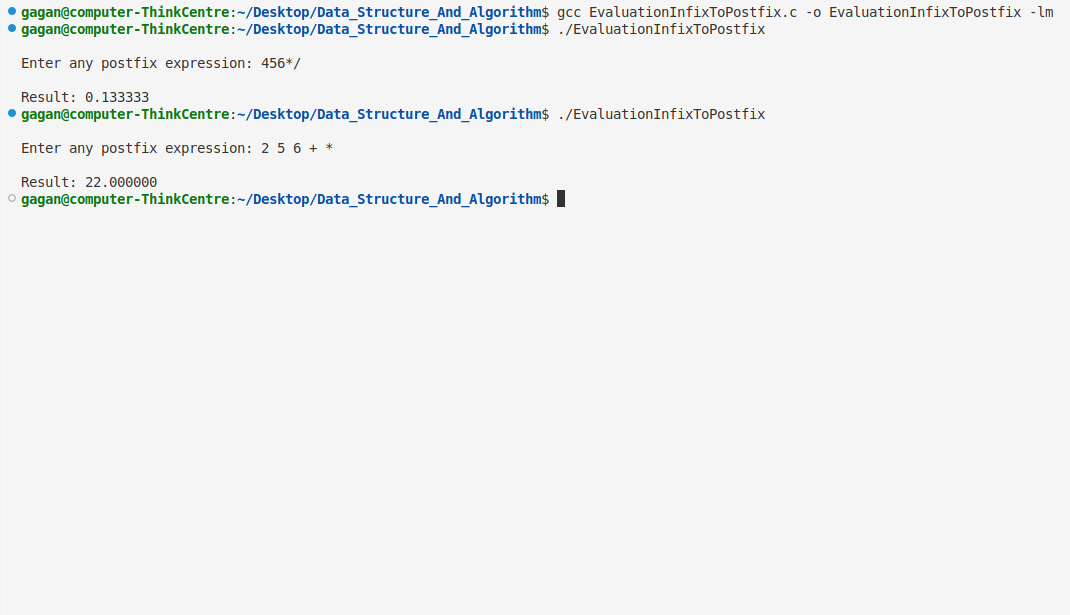 gagan@computer-ThinkCentre:~/Desktop/Data_Structure_And_Algorithm$ gcc EvaluationInfixToPostfix.c -o EvaluationInfixToPostfix -lm
gagan@computer-ThinkCentre:~/Desktop/Data_Structure_And_Algorithm$ ./EvaluationInfixToPostfix
Enter any postfix expression: 456*/
Result: 0.133333
gagan@computer-ThinkCentre:~/Desktop/Data_Structure_And_Algorithm$ ./EvaluationInfixToPostfix
Enter any postfix expression: 2 5 6 + *
Result: 22.000000
gagan@computer-ThinkCentre:~/Desktop/Data_Structure_And_Algorithm$